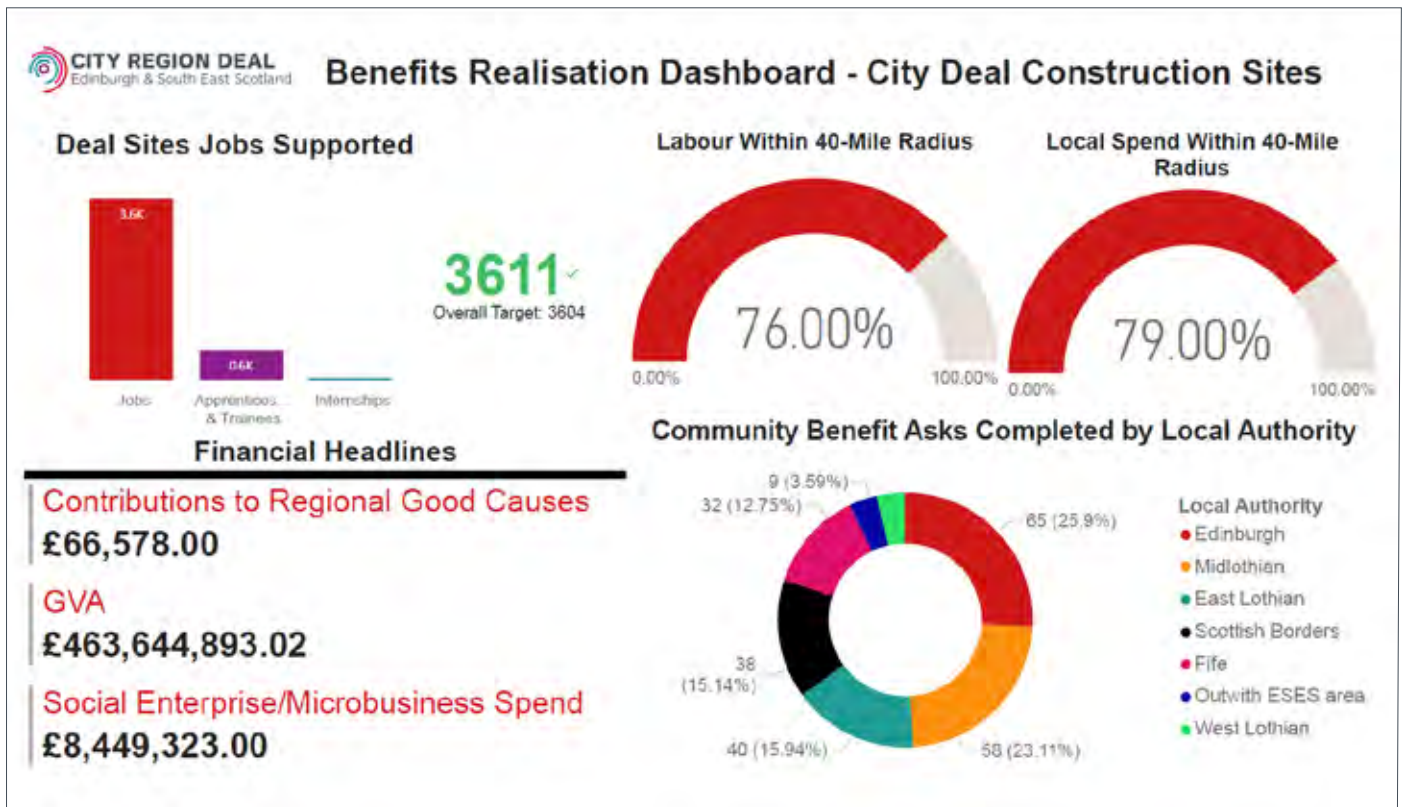 CITY REGION DEAL
Edinburgh & South East Scotland
Benefits Realisation Dashboard - City Deal Construction Sites
Deal Sites Jobs Supported
3.6K
0.6K
Jobs
Apprentices...
& Trainees
Internships
3611
Overall Target: 3604
Labour Within 40-Mile Radius
76.00%
0.00%
100.00%
Local Spend Within 40-Mile
Radius
79.00%
0.00%
100.00%
Financial Headlines
Contributions to Regional Good Causes
£66,578.00
GVA
£463,644,893.02
Social Enterprise/Microbusiness Spend
£8,449,323.00
Community Benefit Asks Completed by Local Authority
9 (3.59%)
32 (12.75%)
65 (25.9%)
38
(15.14%)
40 (15.94%)
58 (23.11%)
Local Authority
Edinburgh
Midlothian
East Lothian
Scottish Borders
Fife
Outwith ESES area
West Lothian